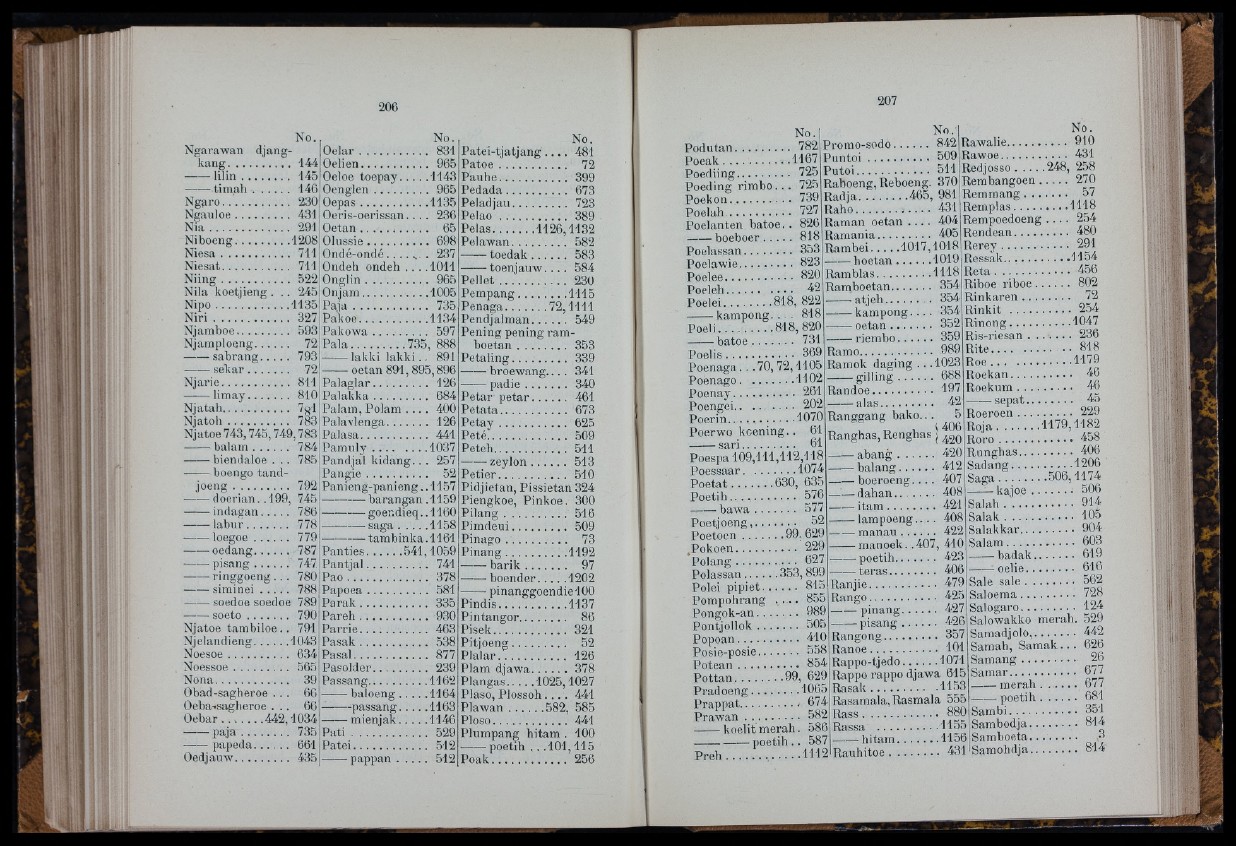 206
No.
Ngarawan djang-
kang.......... 144
—— lilin........ 145
—— timah....... 146
Ngaro.......... 230
Ngauloe......... 431
Nia............ 291
Niboeng........ 1208
Niesa.......... 711
Niesat.......... 711
Niing.......... 522
Nila koetjieng... 245
Nipo.......... 1135
Niri........... 327
Njamboe........ 593
Njamploeng..... 72
—— sabrang..... 793
—— sekar....... 72
Njarie.......... 811
—— limay....... 810
Njatah.......... 781
Njatoh......... 783
Njatoe 743, 745, 749, 783
—— balam....... 784
—— biendaloe... 785
—— boengo tand-
joeng.......... 792
—— doerian.. 199, 745
—— indagan..... 786
—— labur....... 778
—— loegoe...... 779
—— oedang...... 787
—— pisang...... 747
—— ringgoeng... 780
—— siminei..... 788
—— soedoe soedoe 789
—— soeto....... 790
Njatoe tambiloe.. 791
Njelandieng..... 1043
Noesoe......... 634
Noessoe......... 565
Nona........... 39
Obad-sagheroe... 66
Oeba-sagheroe... 66
Oebar....... 442, 1034
—— paja........ 735
—— papeda...... 661
Oedjauw........ 435
No.
Oelar........... 831
Oelien.......... 965
Oeloe toepay..... 1143
Oenglen......... 965
Oepas.......... 1135
Oeris-oerissan.... 236
Oetan........... 65
Olussie.......... 698
Ondé-ondé....... 237
Ondeh ondeh.... 1011
Onglin.......... 965
Onjam.......... 1005
Paja............ 735
Pakoe.......... 1134
Pakowa......... 597
Pala......... 735, 888
—— lakki lakki.. 891
—— oetan 891, 895, 896
Palaglar......... 126
Palakka......... 684
Palam, Polam.... 400
Palavlenga....... 126
Palasa........... 441
Pamuly......... 1037
Pandjal kidang... 257
Pangie.......... 52
Panieng-panieng.. 1157
———— barangan. 1159
———— goendieq.. 1160
———— saga..... 1158
———— tambinka. 1161
Panties...... 541, 1059
Pantjal.......... 741
Pao............ 378
Papoea.......... 581
Parak........... 335
Pareh........... 930
Parrie........... 463
Pasak........... 538
Pasal........... 877
Pasolder......... 239
Passang......... 1162
—— baloeng..... 1164
—— passang.... 1163
—— mienjak..... 1146
Pati............ 529
Patei........... 512
—— pappan..... 512
No.
Patei-tjatjang.... 481
Patoe........... 72
Pauhe.......... 399
Pedada.......... 673
Peladjau......... 723
Pelao........... 389
Pelas....... 1126, 1132
Pelawan......... 582
—— toedak...... 583
—— toenjauw.... 584
Pellet........... 230
Pempang....... 1115
Penaga....... 72, 1111
Pendjalman...... 549
Pening pening ram-
boetan......... 353
Petaling......... 339
—— broewang... 341
—— padie....... 340
Petar petar...... 461
Petata.......... 673
Petay........... 625
Peté............ 569
Peteh........... 511
—— zeylon...... 513
Petier........... 510
Pidjietan, Pissietan 324
Piengkoe, Pinkoe. 300
Pilang.......... 516
Pimdeui......... 509
Pinago.......... 73
Pinang......... 1192
—— barik....... 97
—— boender..... 1202
—— pinanggoendie 100
Pindis.......... 1137
Pintangor........ 86
Pisek........... 321
Pitjoeng......... 52
Plalar........... 126
Plam djawa...... 378
Plangas..... 1025, 1027
Plaso, Plossoh.... 441
Plawan...... 582, 585
Ploso........... 441
Plumpang hitam. 100
—— poetih... 101, 115
Poak........... 256
207
No.
Podutan......... 782
Poeak.......... 1167
Poediing......... 725
Poeding rimbo... 725
Poekon.......... 739
Poelah.......... 727
Poelanten batoe.. 826
—— boeboer..... 818
Poelassan........ 353
Poelawie......... 823
Poelee.......... 820
Poeleh.......... 42
Poelei........ 818, 822
—— kampong.... 818
Poeli......... 818, 820
—— batoe....... 731
Poelis........... 369
Poenaga... 70, 72, 1105
Poenago........ 1102
Poenay.......... 261
Poengei......... 202
Poerin.......... 1070
Poerwo koening.. 61
—— sari........ 61
Poespa 109, 111, 112, 118
Poessaar........ 1074
Poetat....... 630, 635
Poetih.......... 576
—— bawa....... 577
Poetjoeng........ 52
Poetoen....... 99, 629
Pokoen.......... 229
Polang.......... 627
Polassan...... 353, 899
Polei pipiet...... 815
Pompohrang.... 855
Pongok-an....... 989
Pontjollok....... 505
Popoan.......... 410
Posie-posie....... 558
Potean.......... 854
Pottan........ 99, 629
Pradoeng....... 1065
Prappat......... 674
Prawan......... 582
—— koelit merah. 586
———— poetih.. 587
Preh........... 1112
No.
Promo-sodo...... 842
Puntoi.......... 509
Putoi........... 511
Raboeng, Reboeng. 370
Radja........ 465, 981
Raho........... 431
Raman oetan.... 404
Ramania......... 405
Rambei..... 1017, 1018
—— hoetan...... 1019
Ramblas........ 1118
Ramboetan....... 354
—— atjeh....... 354
—— kampong.... 354
—— oetan....... 352
—— riembo...... 359
Ramo........... 989
Ramok daging... 1023
—— gilling...... 688
Randoe.......... 197
—— alas........ 42
Ranggang bako... 5
Ranghas, Renghas { 406
420
—— abang...... 420
—— balang...... 412
—— boeroeng.... 407
—— dahan...... 408
—— itam........ 421
—— lampoeng.... 408
—— manau...... 422
—— manoek.. 407, 410
—— poetih...... 423
—— teras....... 406
Ranjie.......... 479
Rango.......... 425
—— pinang...... 427
—— pisang...... 426
Rangong......... 357
Ranoe.......... 101
Rappo-tjedo..... 1071
Rappo rappo djawa 615
Rasak.......... 1153
Rasamala, Rasmala 555
Rass............ 880
Rassa.......... 1155
—— hitam...... 1156
Rauhitoe........ 431
No.
Rawalie......... 910
Rawoe.......... 431
Redjosso..... 248, 258
Rembangoen..... 270
Remmang....... 57
Remplas........ 1118
Rempoedoeng.... 254
Rendean........ 480
Rerey........... 291
Ressak.......... 1154
Reta............ 456
Riboe riboe...... 802
Rinkaren........ 72
Rinkit.......... 254
Rinong......... 1047
Ris-riesan....... 236
Rite............ 818
Roe............ 1179
Roekan......... 46
Roekum......... 46
—— sepat....... 45
Roeroen......... 229
Roja....... 1179, 1182
Roro............ 458
Runghas......... 406
Sadang......... 1206
Saga........ 506, 1174
—— kajoe....... 506
Salah........... 914
Salak........... 105
Salakkar......... 904
Salam........... 603
—— badak....... 619
—— oelie....... 616
Sale sale........ 562
Saloema......... 728
Salogaro......... 124
Salowakko merah. 529
Samadjolo........ 442
Samah, Samak... 626
Samang......... 26
Samar........... 677
—— merah...... 677
—— poetih...... 681
Sambi........... 351
Sambodja........ 814
Samboeta........ 3
Samohdja........ 814